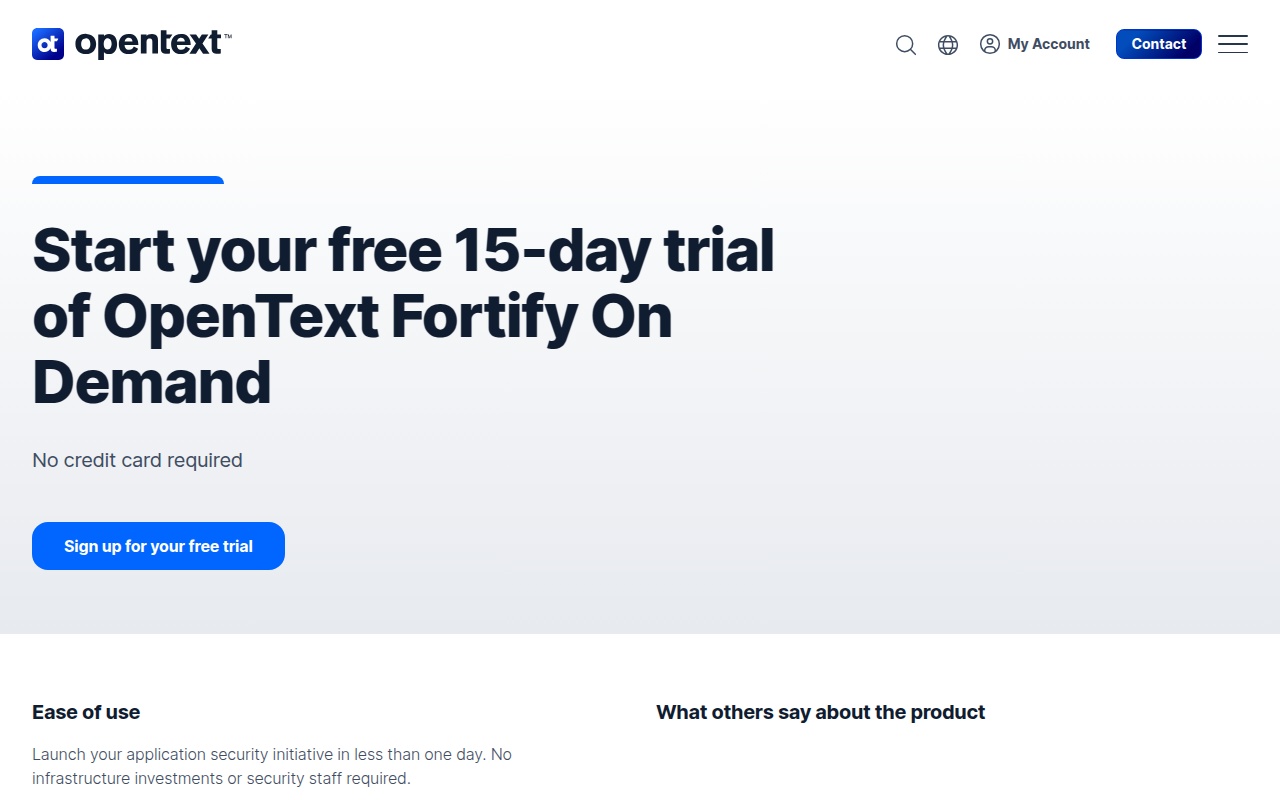 opentext™
My Account
Contact
Start your free 15-day trial
of OpenText Fortify On
Demand
No credit card required
Sign up for your free trial
Ease of use
Launch your application security initiative in less than one day. No
infrastructure investments or security staff required.
What others say about the product